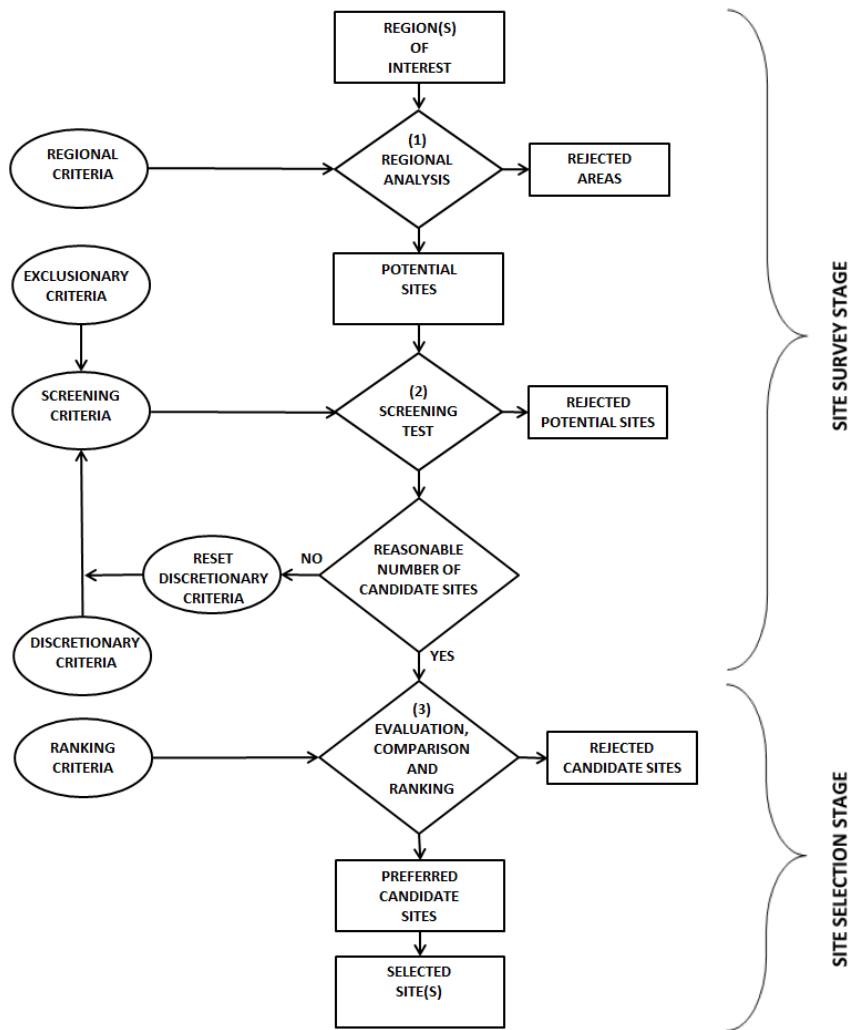 REGION(S)
OF
INTEREST
(1)
REGIONAL
ANALYSIS
REGIONAL
CRITERIA
REJECTED
AREAS
EXCLUSIONARY
CRITERIA
POTENTIAL
SITES
SCREENING
CRITERIA
(2)
SCREENING
TEST
REJECTED
POTENTIAL SITES
REASONABLE
NUMBER OF
CANDIDATE SITES
NO
RESET
DISCRETIONARY
CRITERIA
DISCRETIONARY
CRITERIA
YES
SITE SURVEY STAGE
(3)
EVALUATION,
COMPARISON
AND
RANKING
RANKING
CRITERIA
REJECTED
CANDIDATE SITES
PREFERRED
CANDIDATE
SITES
SELECTED
SITE(S)
SITE SELECTION STAGE